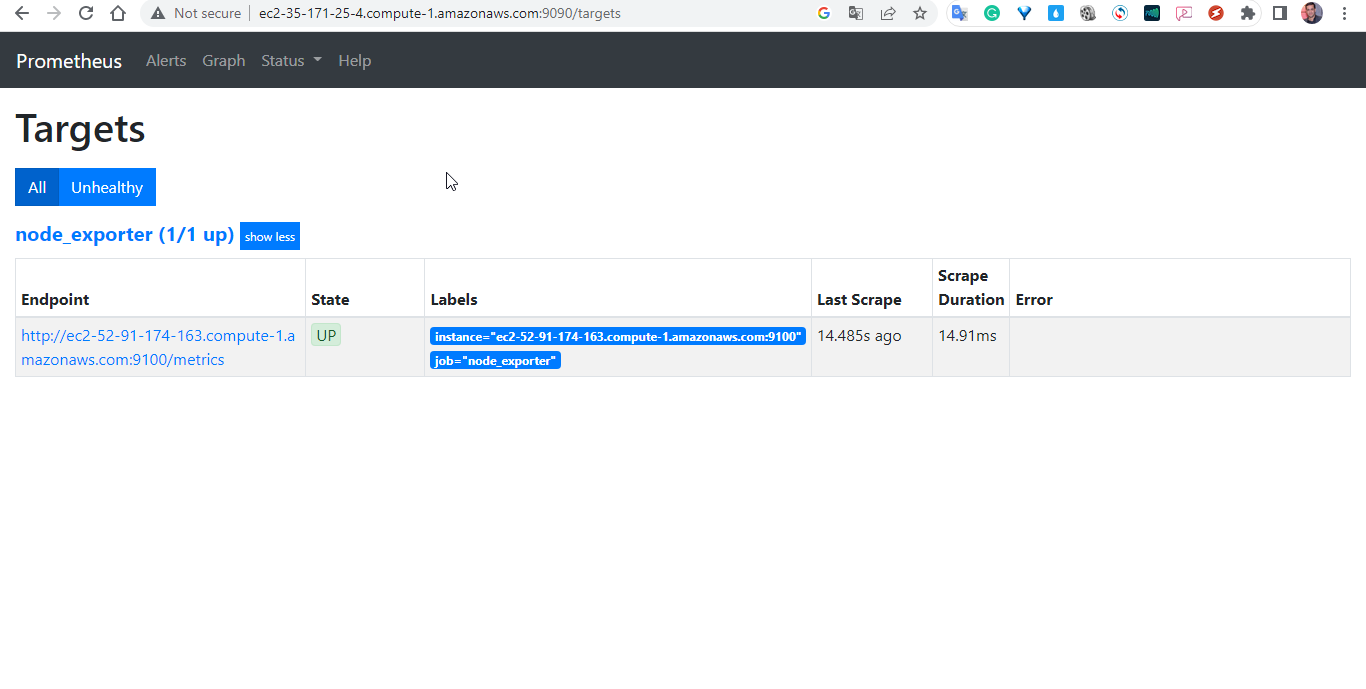 Not secure ec2-35-171-25-4.compute-1.amazonaws.com:9090/targets
Prometheus Alerts Graph Status Help
Targets
All Unhealthy
node_exporter (1/1 up) show less
Endpoint State Labels Last Scrape Scrape Duration Error
http://ec2-52-91-174-163.compute-1.a
mazonaws.com:9100/metrics
UP
instance="ec2-52-91-174-163.compute-1.amazonaws.com:9100"
job="node_exporter"
14.485s ago
14.91ms